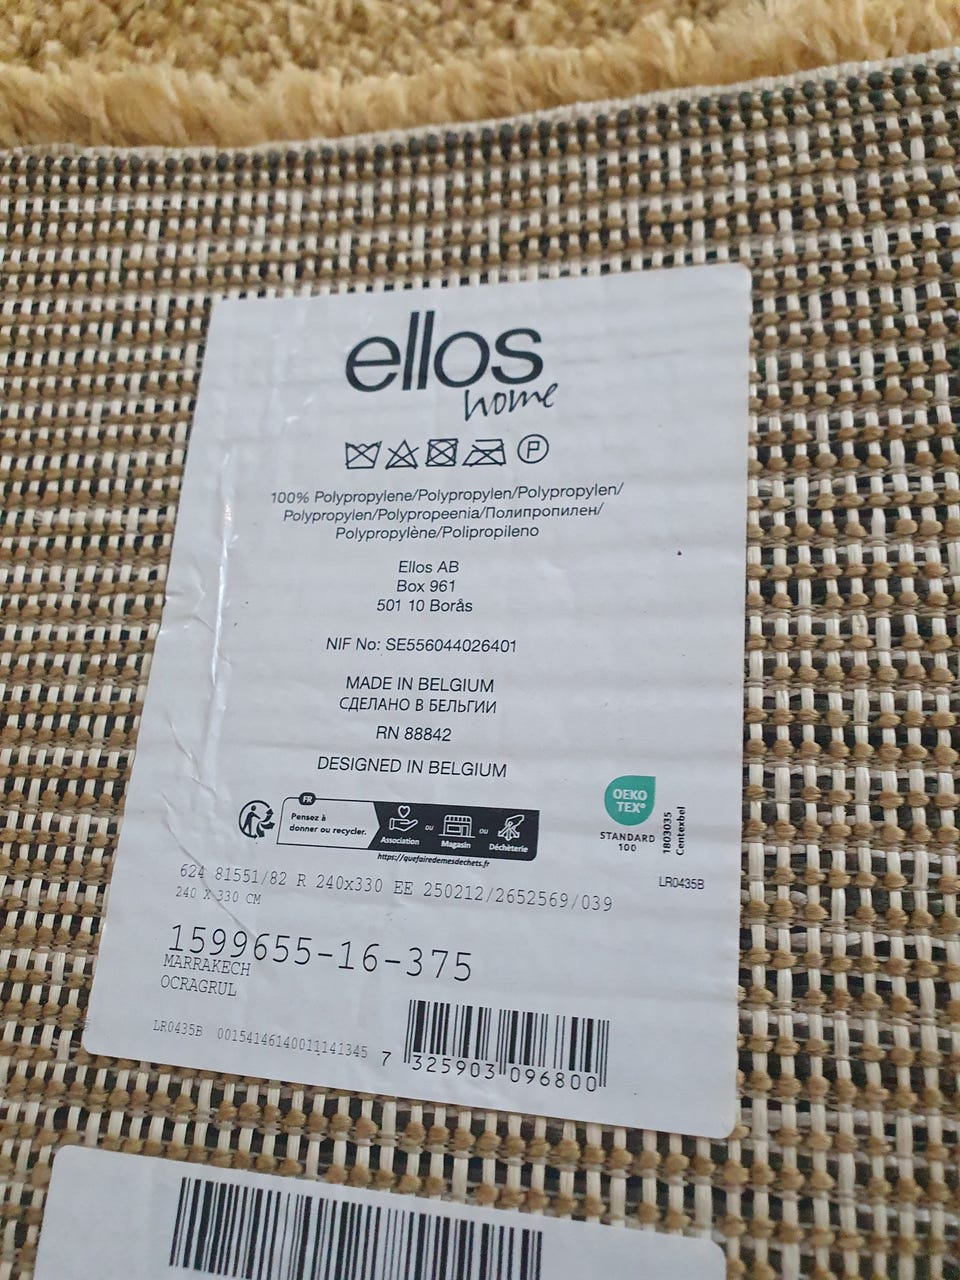 ellos
home
P
100% Polypropylene/Polypropylen/Polypropylen/
Polypropylen/Polypropeenia/Полипропилен/
Polypropylène/Polipropileno
Ellos AB
Box 961
501 10 Borås
NIF No: SE556044026401
MADE IN BELGIUM
СДЕЛАНО В БЕЛЬГИИ
RN 88842
DESIGNED IN BELGIUM
FR
Pensez à
donner ou recycler.
Association
OU
Magasin
OU
Déchèterie
https://quefairedemesdechets.fr
OEKO
TEX®
STANDARD
100
1803035
Centexbel
LR0435B
624 81551/82 R 240x330 EE 250212/2652569/039
240 X 330 CM
1599655-16-375
MARRAKECH
OCRAGRUL
LR0435B 00154146140011141345
7 325903 096800